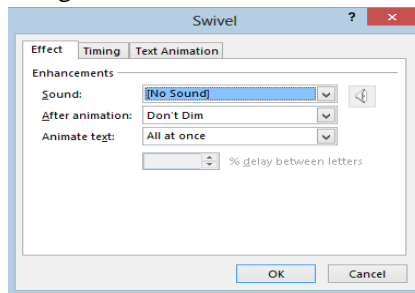 Swivel ?
Effect Timing Text Animation
Enhancements
Sound: [No Sound]
After animation: Don't Dim
Animate text: All at once
% delay between letters
OK Cancel